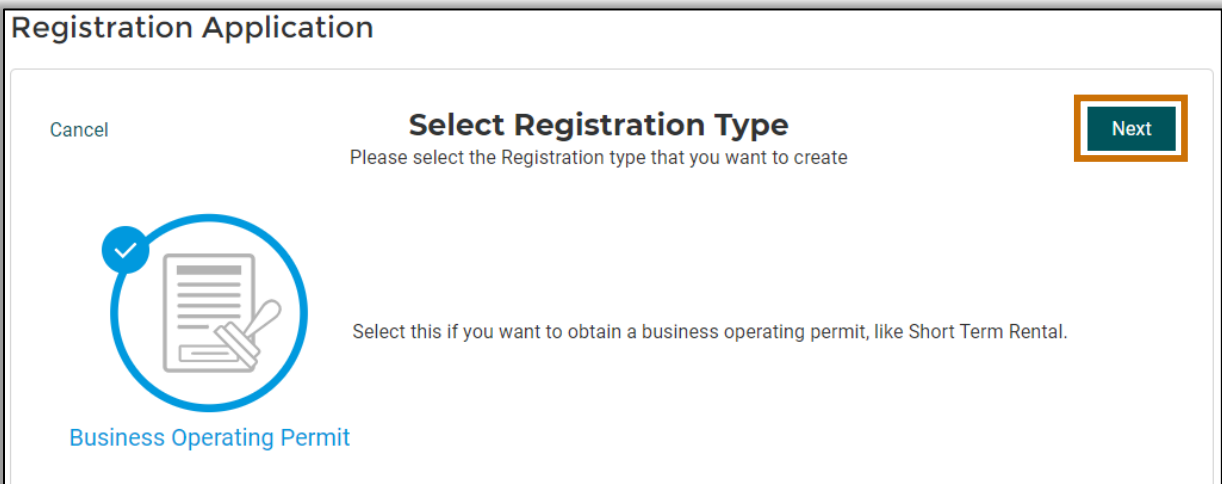 Registration Application
Cancel
Select Registration Type
Next
Please select the Registration type that you want to create
Select this if you want to obtain a business operating permit, like Short Term Rental.
Business Operating Permit